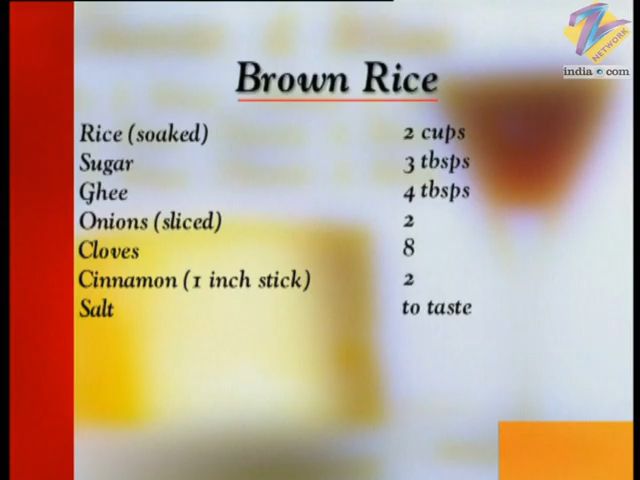 Z
NETWORK
india.com
Brown Rice
Rice (soaked) 2 cups
Sugar 3 tbsps
Ghee 4 tbsps
Onions (sliced) 2
Cloves 8
Cinnamon (1 inch stick) 2
Salt to taste